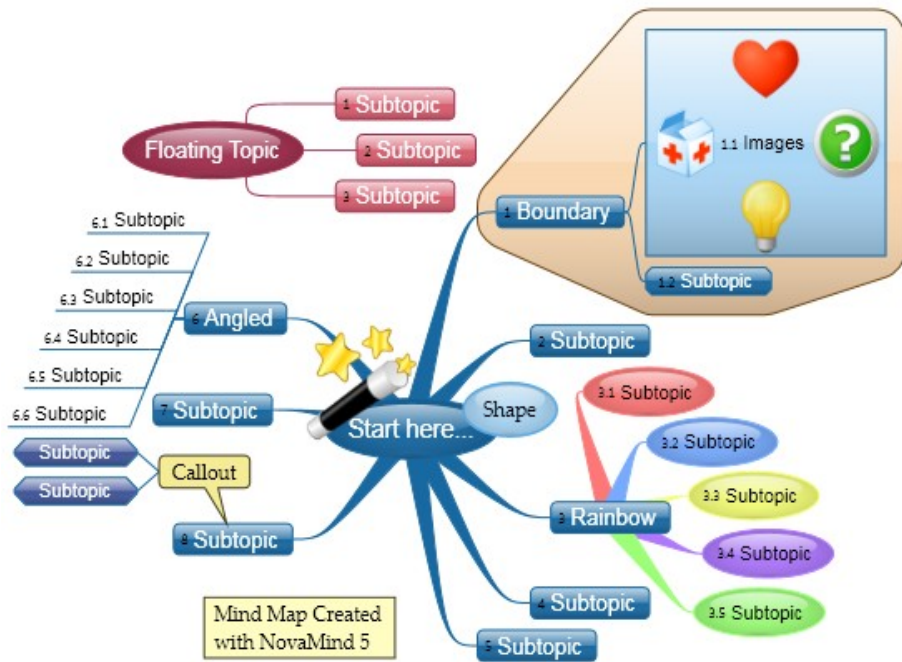 1 Subtopic
Floating Topic
2 Subtopic
3 Subtopic
1 Boundary
1.1 Images
1.2 Subtopic
6.1 Subtopic
6.2 Subtopic
6.3 Subtopic
6.4 Subtopic
6.5 Subtopic
6.6 Subtopic
6 Angled
2 Subtopic
7 Subtopic
Start here...
Shape
3.1 Subtopic
3.2 Subtopic
3.3 Subtopic
3.4 Subtopic
3.5 Subtopic
3 Rainbow
Subtopic
Subtopic
Callout
8 Subtopic
4 Subtopic
5 Subtopic
Mind Map Created
with NovaMind 5